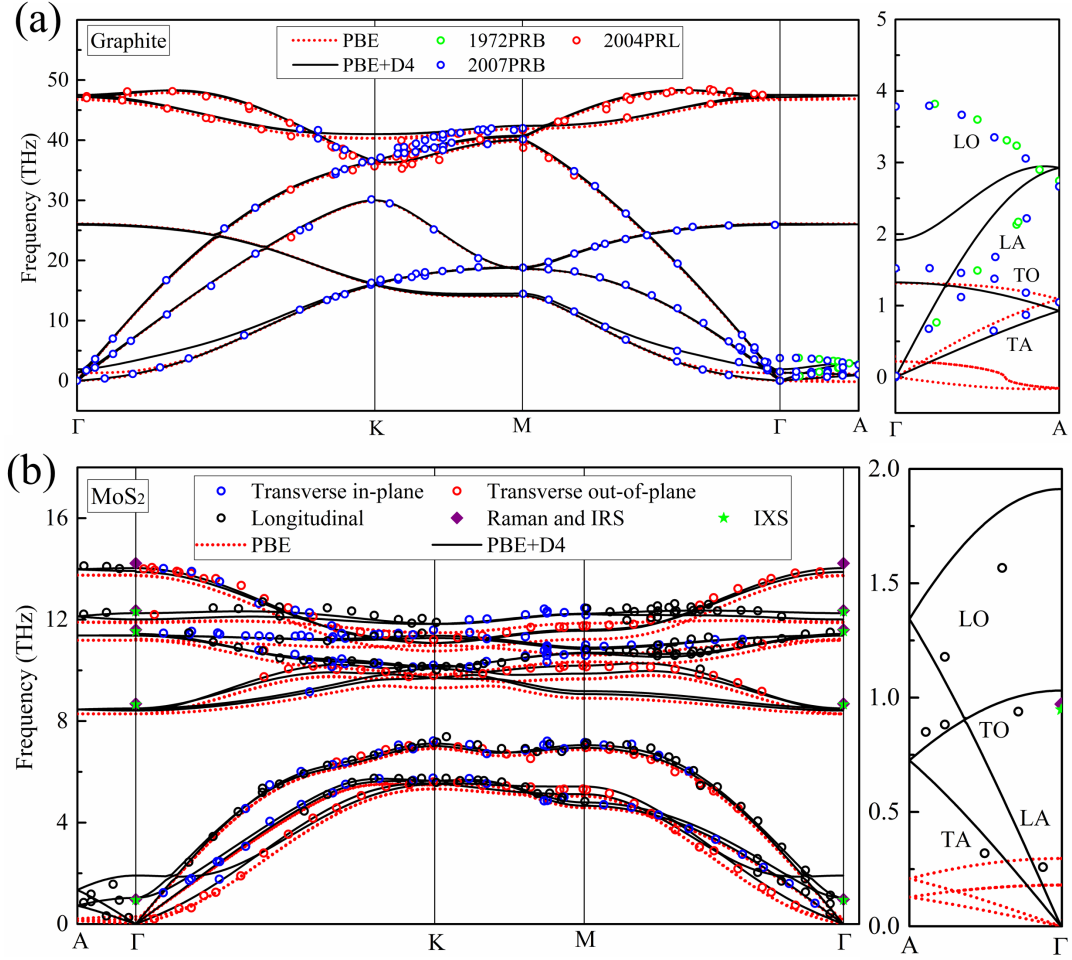 (a)
Graphite
PBE
1972PRB
2004PRL
PBE+D4
2007PRB
Frequency (THz)
50
40
30
20
10
0
Γ
K
M
Γ
A
5
4
3
2
1
0
LO
LA
TO
TA
Γ
A
(b)
MoS₂
Transverse in-plane
Transverse out-of-plane
Longitudinal
Raman and IRS
IXS
PBE
PBE+D4
Frequency (THz)
16
12
8
4
0
A
Γ
K
M
Γ
2.0
1.5
1.0
0.5
0.0
LO
TO
TA
LA
A
Γ